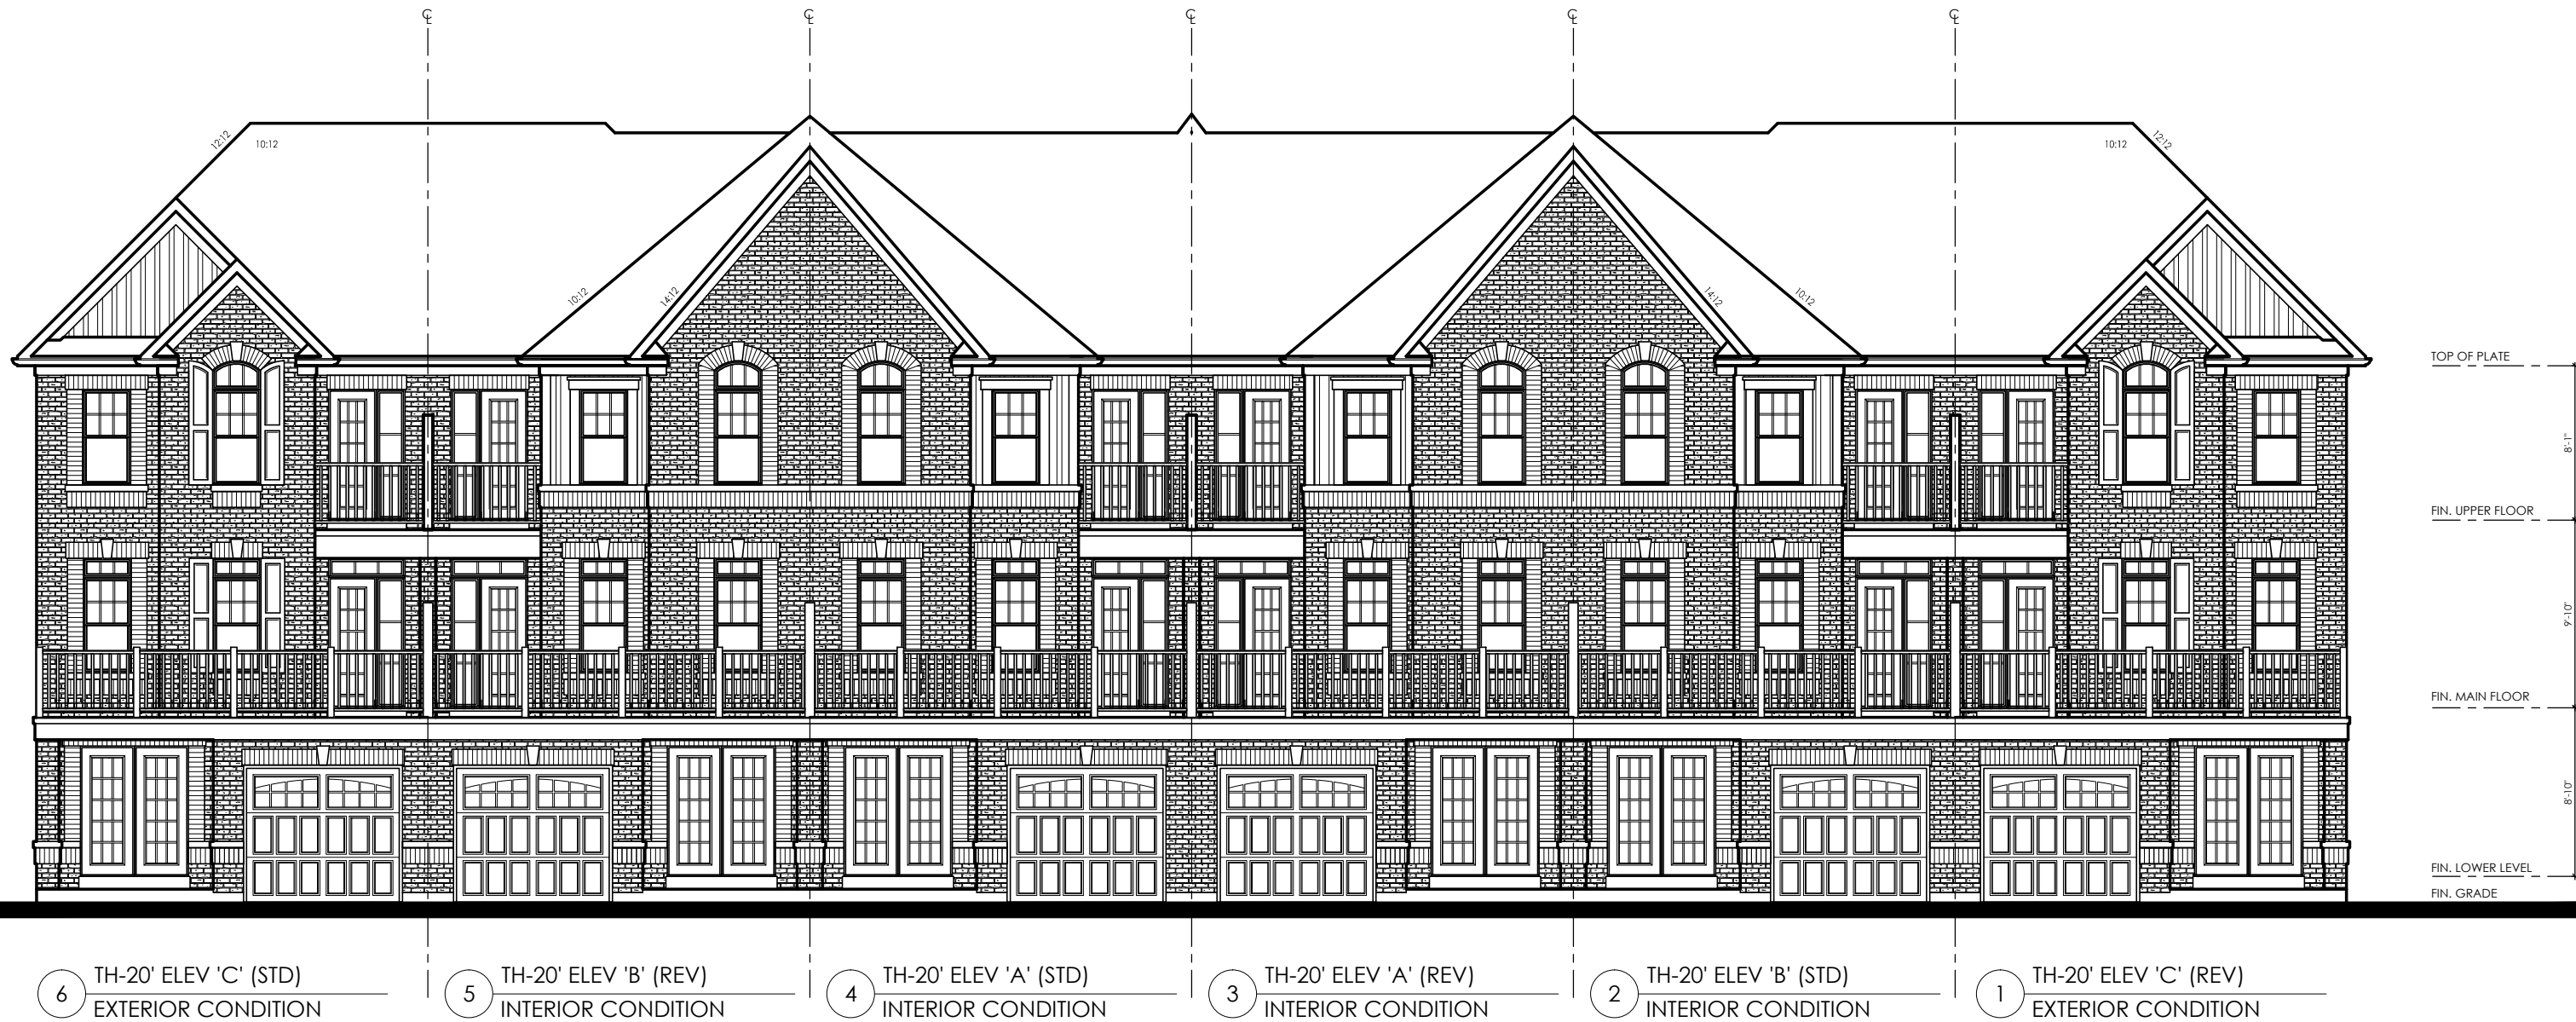 ℄ ℄ ℄ ℄ ℄
12:12
10:12
10:12
12:12
10:12
14:12
14:12
10:12
TOP OF PLATE
8'-1"
FIN. UPPER FLOOR
9'-10"
FIN. MAIN FLOOR
8'-10"
FIN. LOWER LEVEL
FIN. GRADE
6
TH-20' ELEV 'C' (STD)
EXTERIOR CONDITION
5
TH-20' ELEV 'B' (REV)
INTERIOR CONDITION
4
TH-20' ELEV 'A' (STD)
INTERIOR CONDITION
3
TH-20' ELEV 'A' (REV)
INTERIOR CONDITION
2
TH-20' ELEV 'B' (STD)
INTERIOR CONDITION
1
TH-20' ELEV 'C' (REV)
EXTERIOR CONDITION